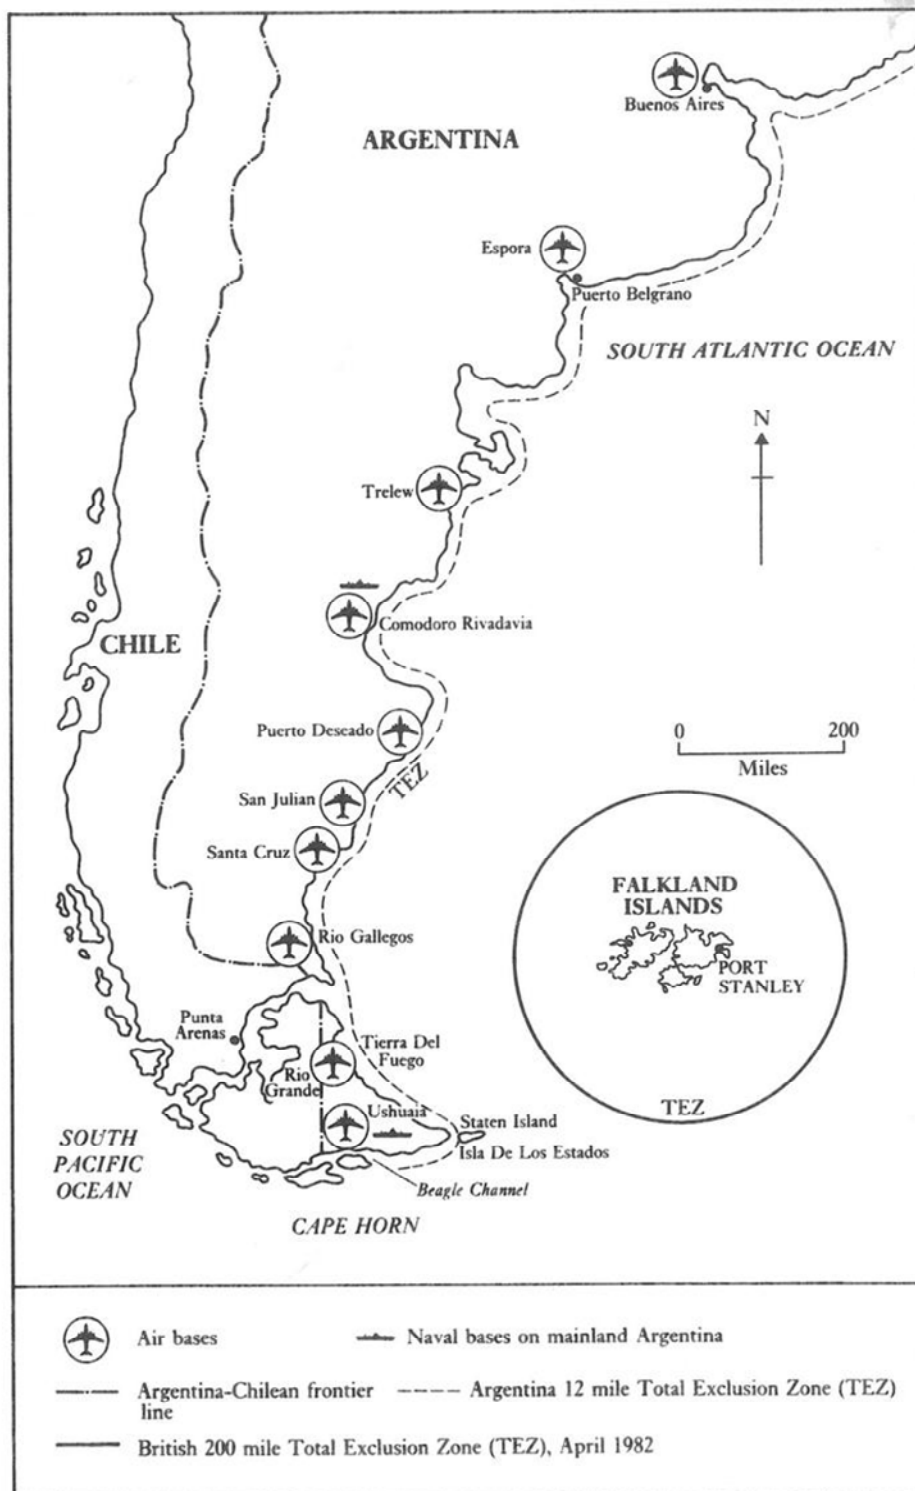 Buenos Aires
ARGENTINA
Espora
Puerto Belgrano
SOUTH ATLANTIC OCEAN
N
Trelew
Comodoro Rivadavia
CHILE
Puerto Descado
TEZ
0 200
Miles
San Julian
Santa Cruz
FALKLAND
ISLANDS
Rio Gallegos
PORT
STANLEY
Punta
Arenas
Tierra Del
Fuego
Rio
Grande
TEZ
Ushuaia
Staten Island
Isla De Los Estados
SOUTH
PACIFIC
OCEAN
Beagle Channel
CAPE HORN
Air bases
Naval bases on mainland Argentina
Argentina-Chilean frontier
line
Argentina 12 mile Total Exclusion Zone (TEZ)
British 200 mile Total Exclusion Zone (TEZ), April 1982